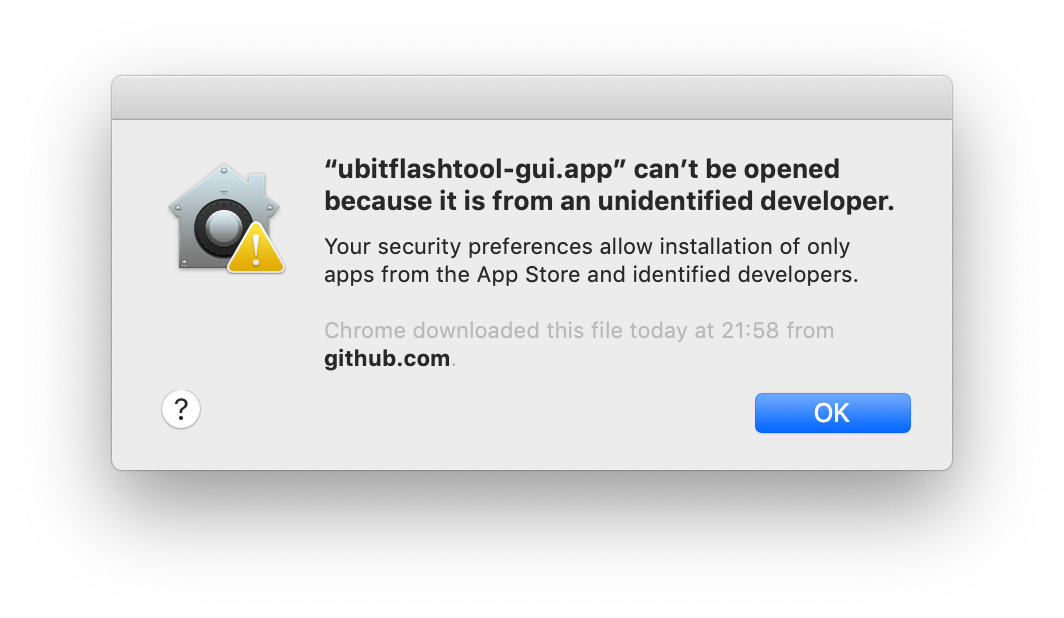 “ubitflashtool-gui.app” can’t be opened
because it is from an unidentified developer.
Your security preferences allow installation of only
apps from the App Store and identified developers.
Chrome downloaded this file today at 21:58 from
github.com.
?
OK